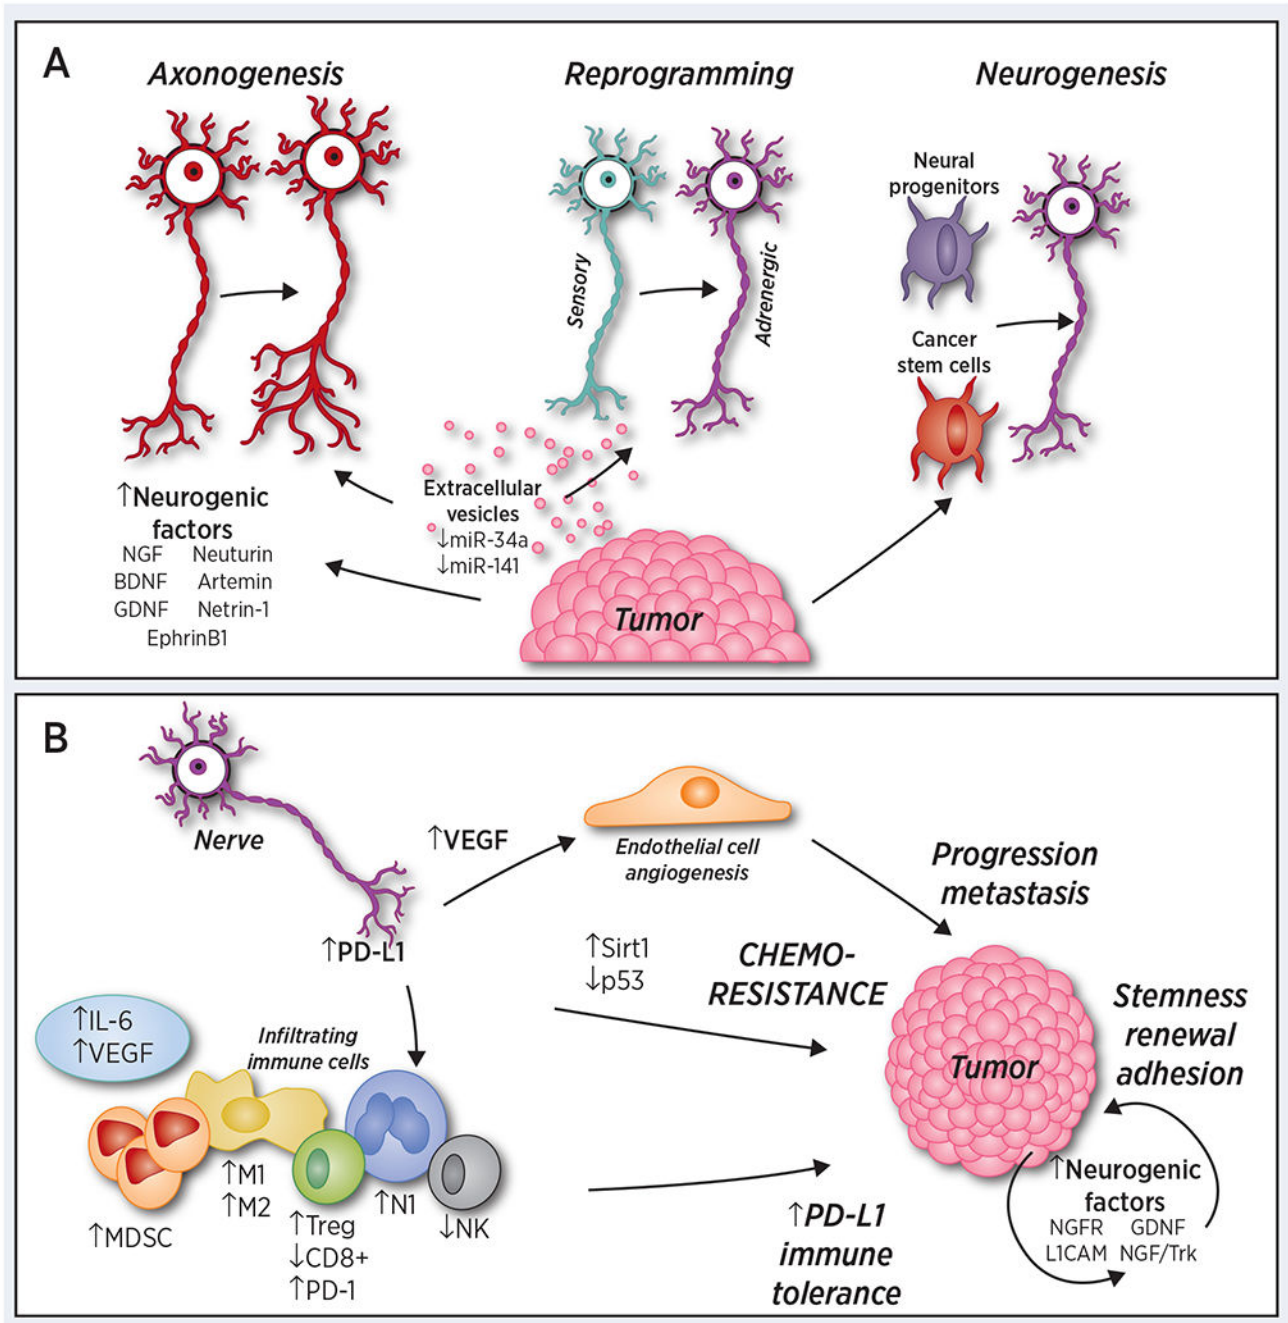 A
Axonogenesis
Reprogramming
Neurogenesis
Neural
progenitors
Sensory
Adrenergic
Cancer
stem cells
↑Neurogenic
factors
NGF Neuturin
BDNF Artemin
GDNF Netrin-1
EphrinB1
Extracellular
vesicles
↓miR-34a
↓miR-141
Tumor
B
Nerve
↑VEGF
Endothelial cell
angiogenesis
Progression
metastasis
↑PD-L1
↑Sirt1
↓p53
CHEMO-
RESISTANCE
Stemness
renewal
adhesion
↑IL-6
↑VEGF
Infiltrating
immune cells
Tumor
↑MDSC
↑M1
↑M2
↑Treg
↓CD8+
↑PD-1
↑N1
↓NK
↑PD-L1
immune
tolerance
↑Neurogenic
factors
NGFR GDNF
L1CAM NGF/Trk